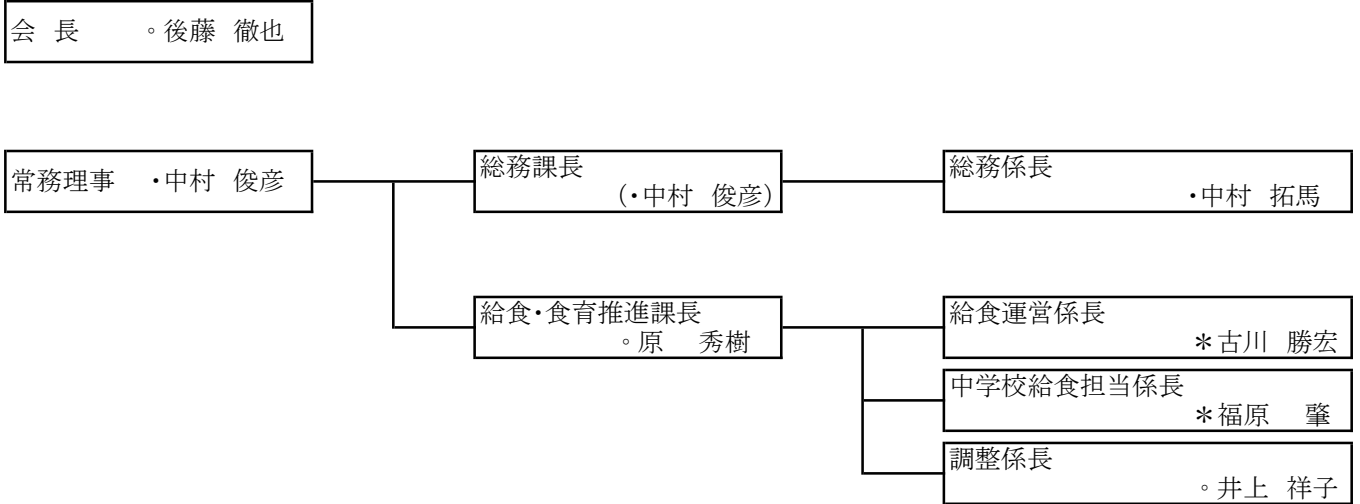 会 長 ◦後藤 徹也
常務理事 ・中村 俊彦
総務課長
(・中村 俊彦)
総務係長
・中村 拓馬
給食・食育推進課長
◦原 秀樹
給食運営係長
＊古川 勝宏
中学校給食担当係長
＊福原 肇
調整係長
◦井上 祥子